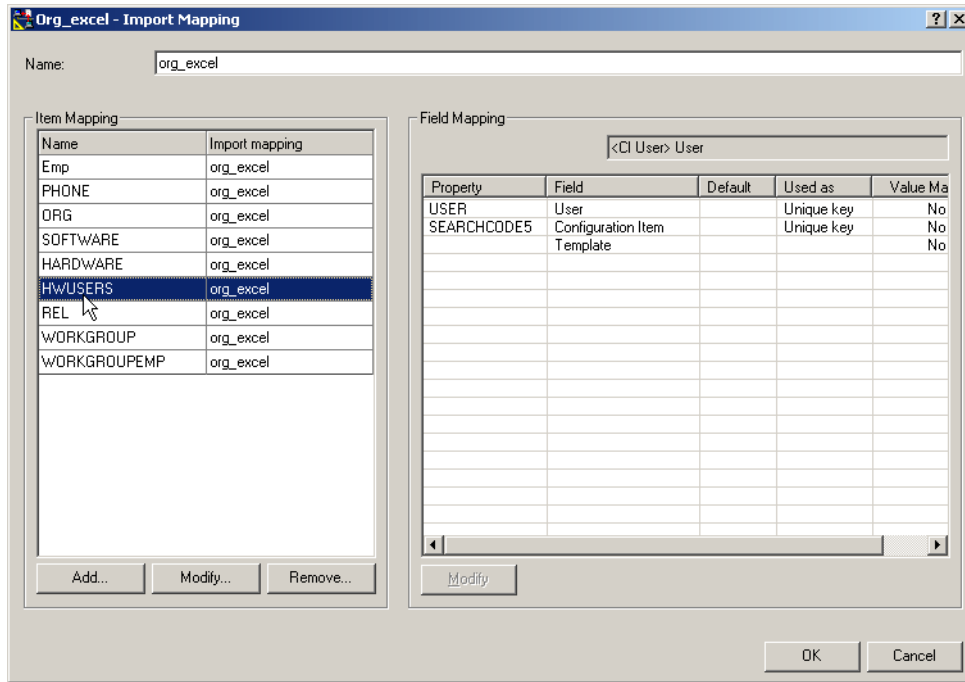 Org_excel - Import Mapping
Name: org_excel
Item Mapping
Name Import mapping
Emp org_excel
PHONE org_excel
ORG org_excel
SOFTWARE org_excel
HARDWARE org_excel
HWUSERS org_excel
REL org_excel
WORKGROUP org_excel
WORKGROUPEMP org_excel
Add... Modify... Remove...
Field Mapping
<CI User> User
Property Field Default Used as Value Ma
USER User Unique key No
SEARCHCODE5 Configuration Item Unique key No
Template No
Modify
OK Cancel